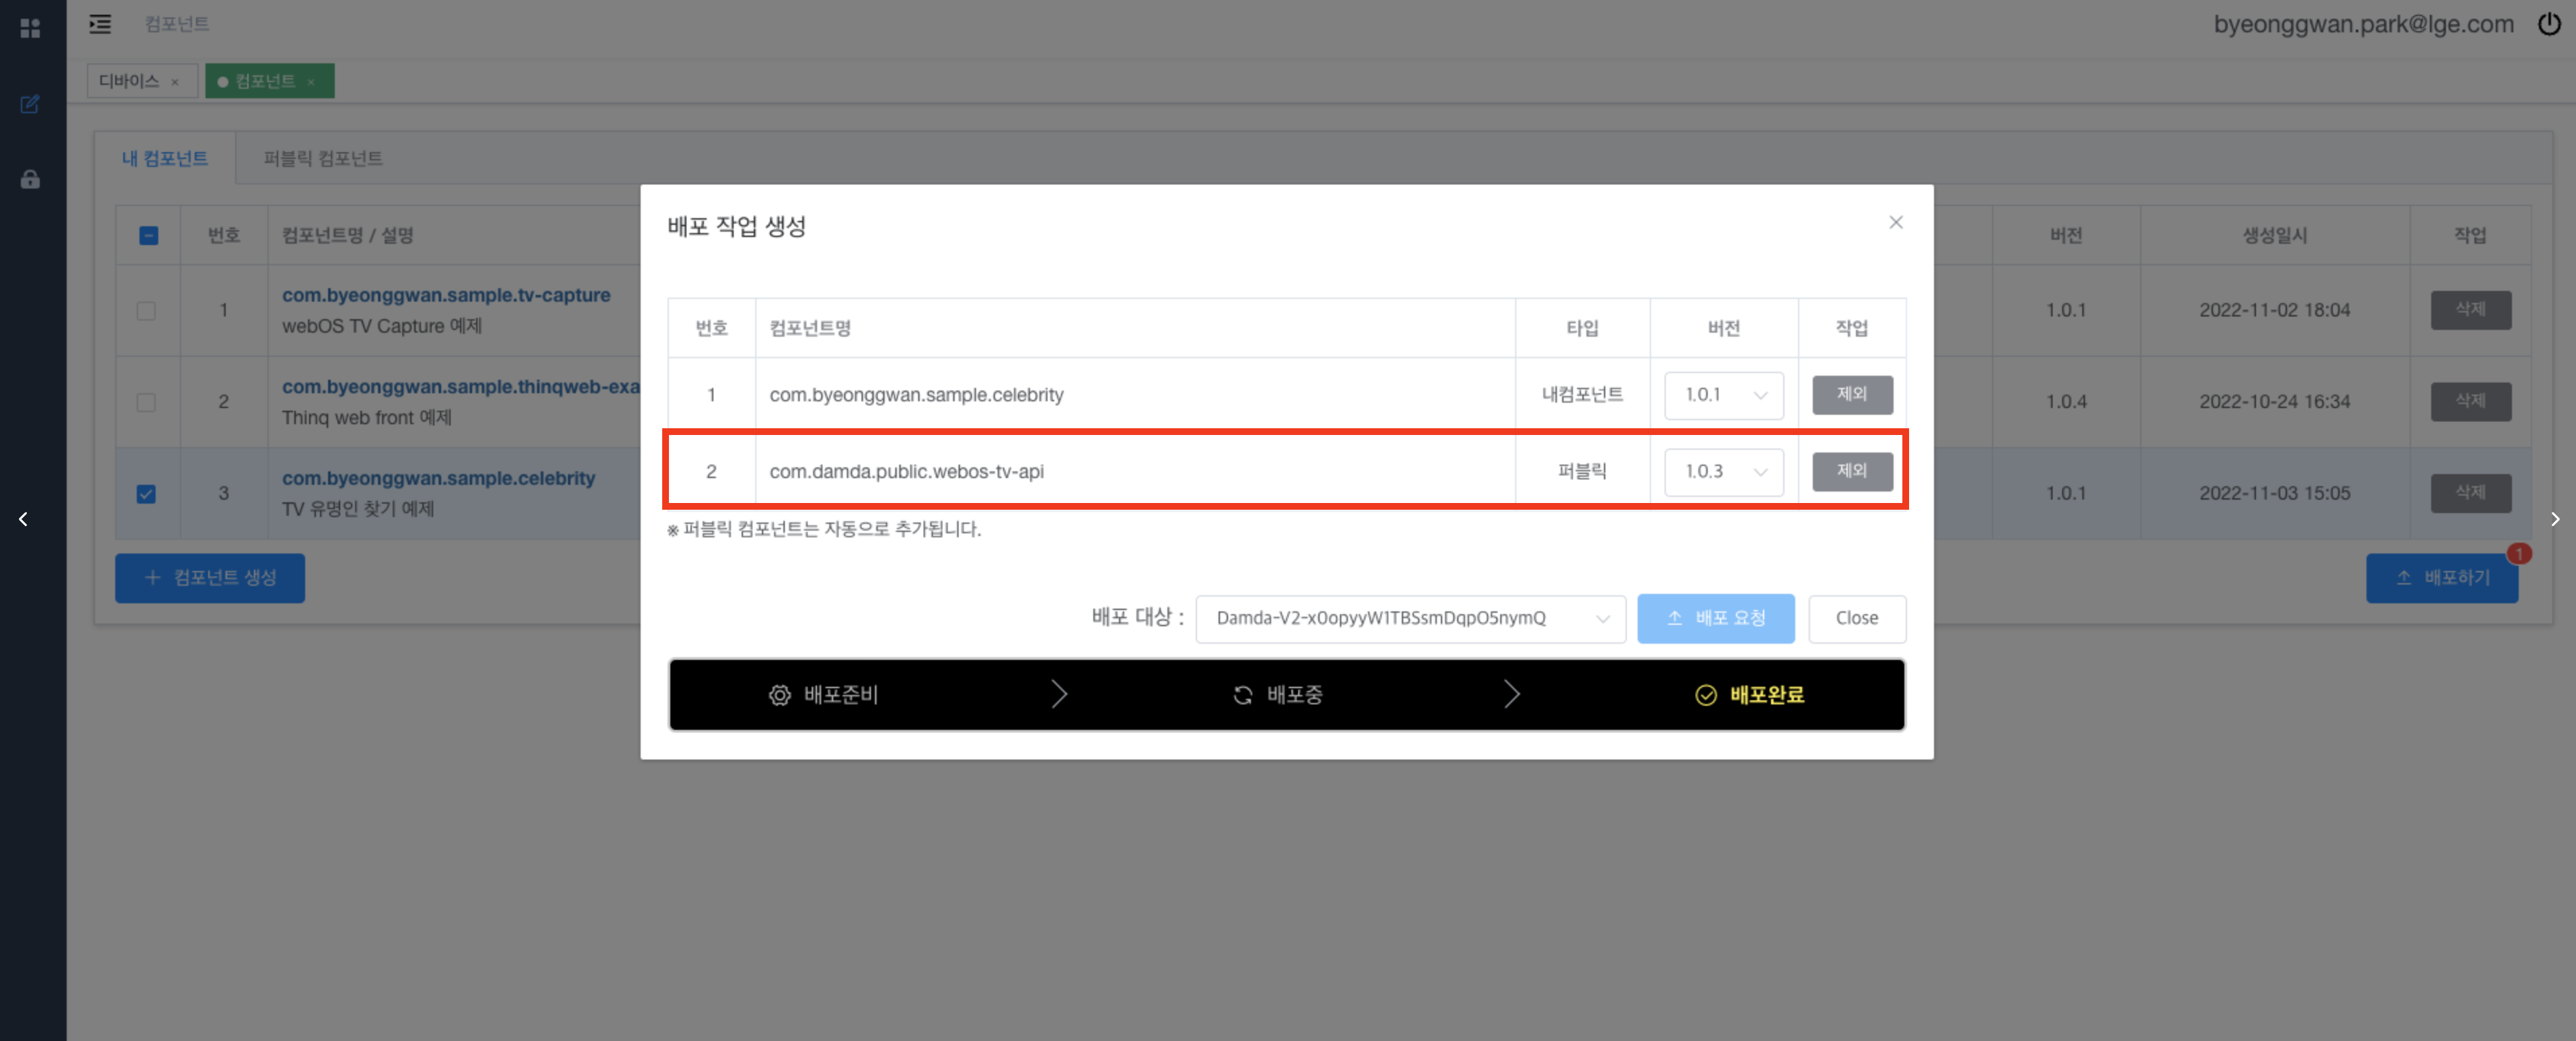 컴포넌트
byeonggwan.park@lge.com
디바이스 ×
컴포넌트 ×
내 컴포넌트
퍼블릭 컴포넌트
번호 컴포넌트명 / 설명 버전 생성일시 작업
1 com.byeonggwan.sample.tv-capture 1.0.1 2022-11-02 18:04 삭제
webOS TV Capture 예제
2 com.byeonggwan.sample.thinqweb-exa 1.0.4 2022-10-24 16:34 삭제
Thinq web front 예제
3 com.byeonggwan.sample.celebrity 1.0.1 2022-11-03 15:05 삭제
TV 유명인 찾기 예제
+ 컴포넌트 생성
배포하기 1
배포 작업 생성
번호 컴포넌트명 타입 버전 작업
1 com.byeonggwan.sample.celebrity 내컴포넌트 1.0.1 제외
2 com.damda.public.webos-tv-api 퍼블릭 1.0.3 제외
※ 퍼블릭 컴포넌트는 자동으로 추가됩니다.
배포 대상 : Damda-V2-x0opyyW1TBSsmDqpO5nymQ 배포 요청 Close
배포준비 배포중 배포완료